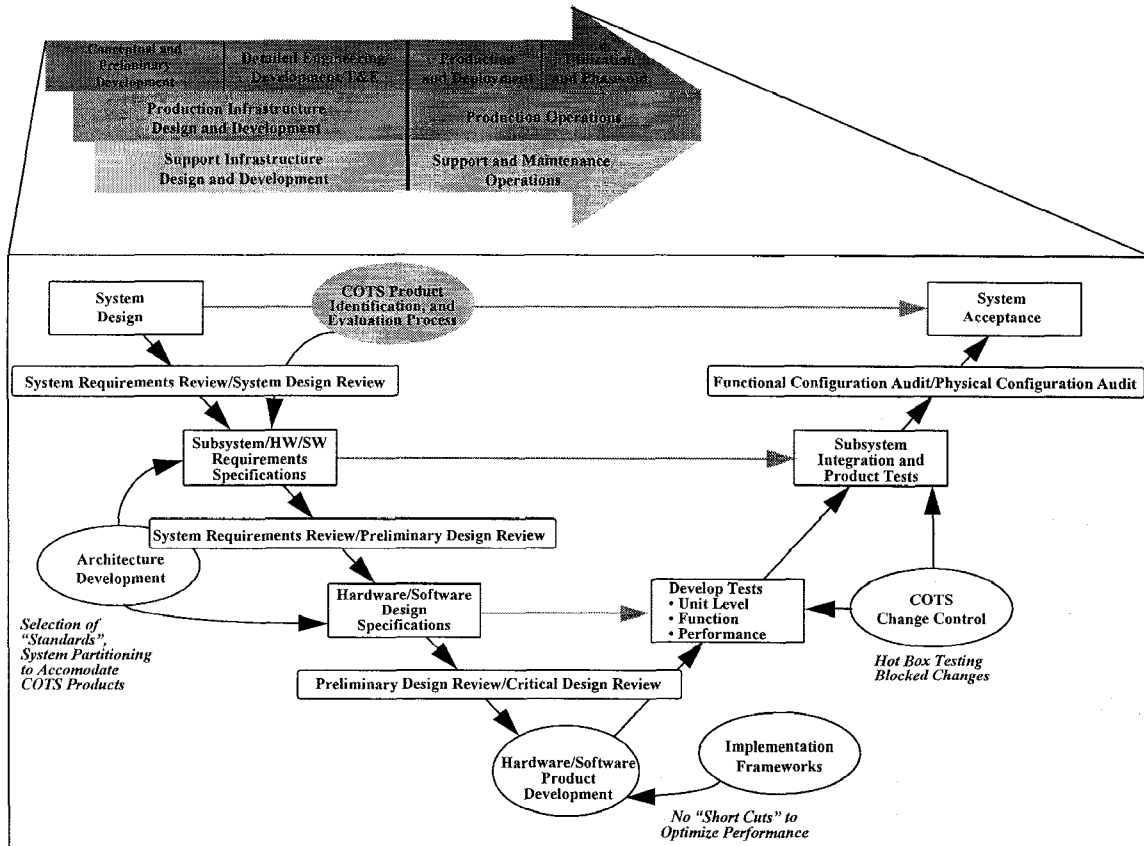 Conceptual and
Preliminary
Development
Detailed Engineering/
Development T&E
Production
and Deployment
Utilization
and Phaseout
Production Infrastructure
Design and Development
Production Operations
Support Infrastructure
Design and Development
Support and Maintenance
Operations
System
Design
COTS Product
Identification, and
Evaluation Process
System
Acceptance
System Requirements Review/System Design Review
Functional Configuration Audit/Physical Configuration Audit
Subsystem/HW/SW
Requirements
Specifications
Subsystem
Integration and
Product Tests
System Requirements Review/Preliminary Design Review
Architecture
Development
Hardware/Software
Design
Specifications
Develop Tests
• Unit Level
• Function
• Performance
COTS
Change Control
Selection of
"Standards",
System Partitioning
to Accomodate
COTS Products
Hot Box Testing
Blocked Changes
Preliminary Design Review/Critical Design Review
Hardware/Software
Product
Development
Implementation
Frameworks
No "Short Cuts" to
Optimize Performance